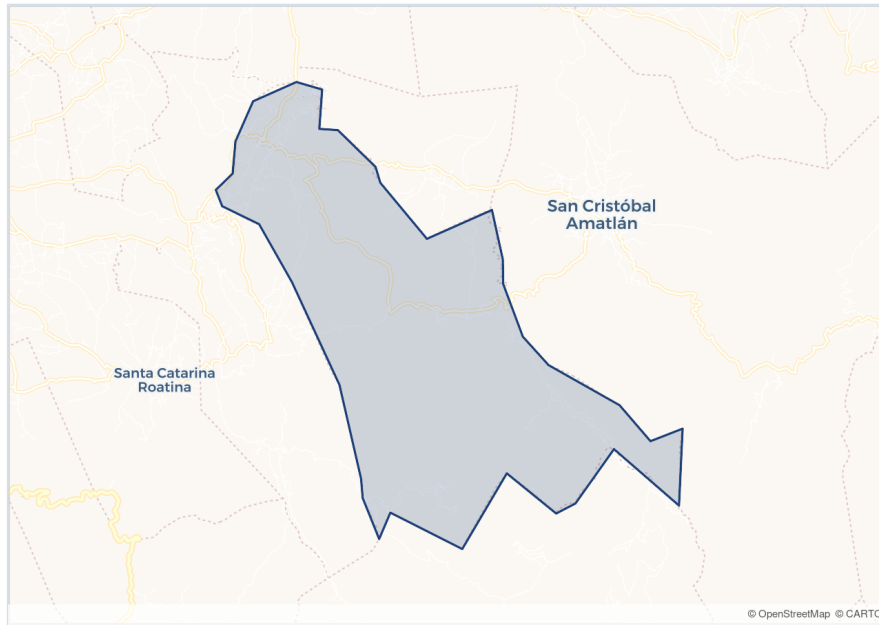 San Cristóbal
Amatlán
Santa Catarina
Roatina
© OpenStreetMap © CARTO